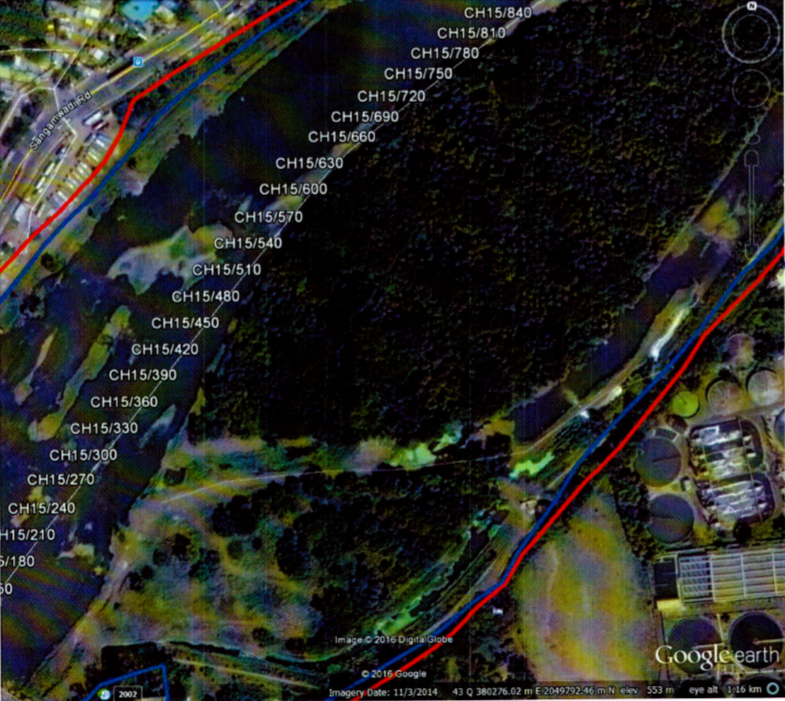 N
CH15/840
CH15/810
CH15/780
CH15/750
CH15/720
CH15/690
CH15/660
CH15/630
CH15/600
CH15/570
CH15/540
CH15/510
CH15/480
CH15/450
CH15/420
CH15/390
CH15/360
CH15/330
CH15/300
CH15/270
CH15/240
H15/210
5/180
50
Sangamwadi Rd
Image © 2016 DigitalGlobe
© 2016 Google
Google earth
2002
Imagery Date: 11/3/2014 43 Q 380276.02 m E 2049792.46 m N elev 553 m eye alt 1.16 km